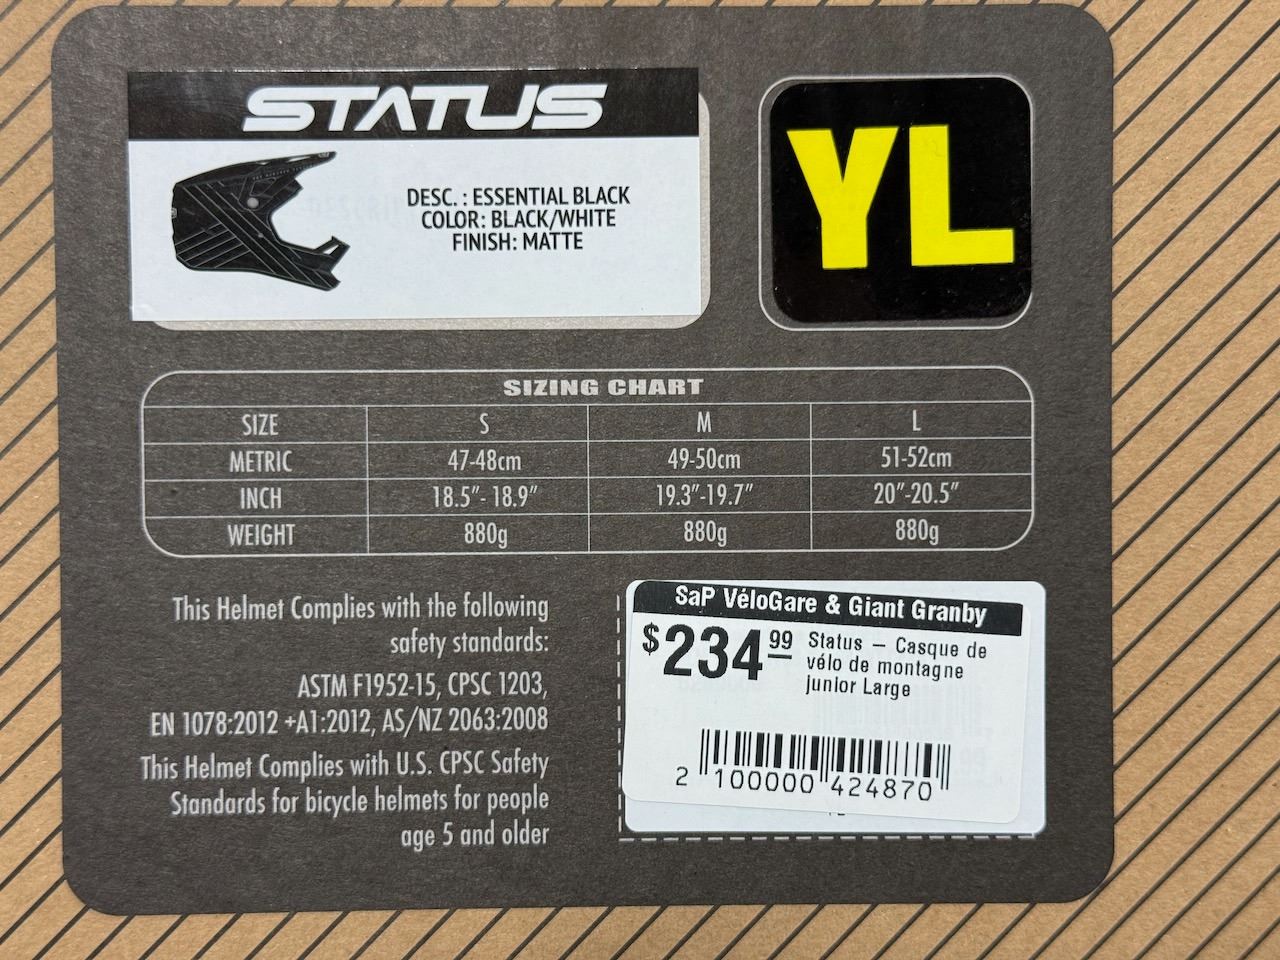 STATUS
DESC. : ESSENTIAL BLACK
COLOR: BLACK/WHITE
FINISH: MATTE
YL
SIZING CHART
SIZE S M L
METRIC 47-48cm 49-50cm 51-52cm
INCH 18.5"- 18.9" 19.3"-19.7" 20"-20.5"
WEIGHT 880g 880g 880g
This Helmet Complies with the following
safety standards:
ASTM F1952-15, CPSC 1203,
EN 1078:2012 +A1:2012, AS/NZ 2063:2008
This Helmet Complies with U.S. CPSC Safety
Standards for bicycle helmets for people
age 5 and older
SaP VéloGare & Giant Granby
$234.99 Status – Casque de
vélo de montagne
junior Large
2 100000 424870